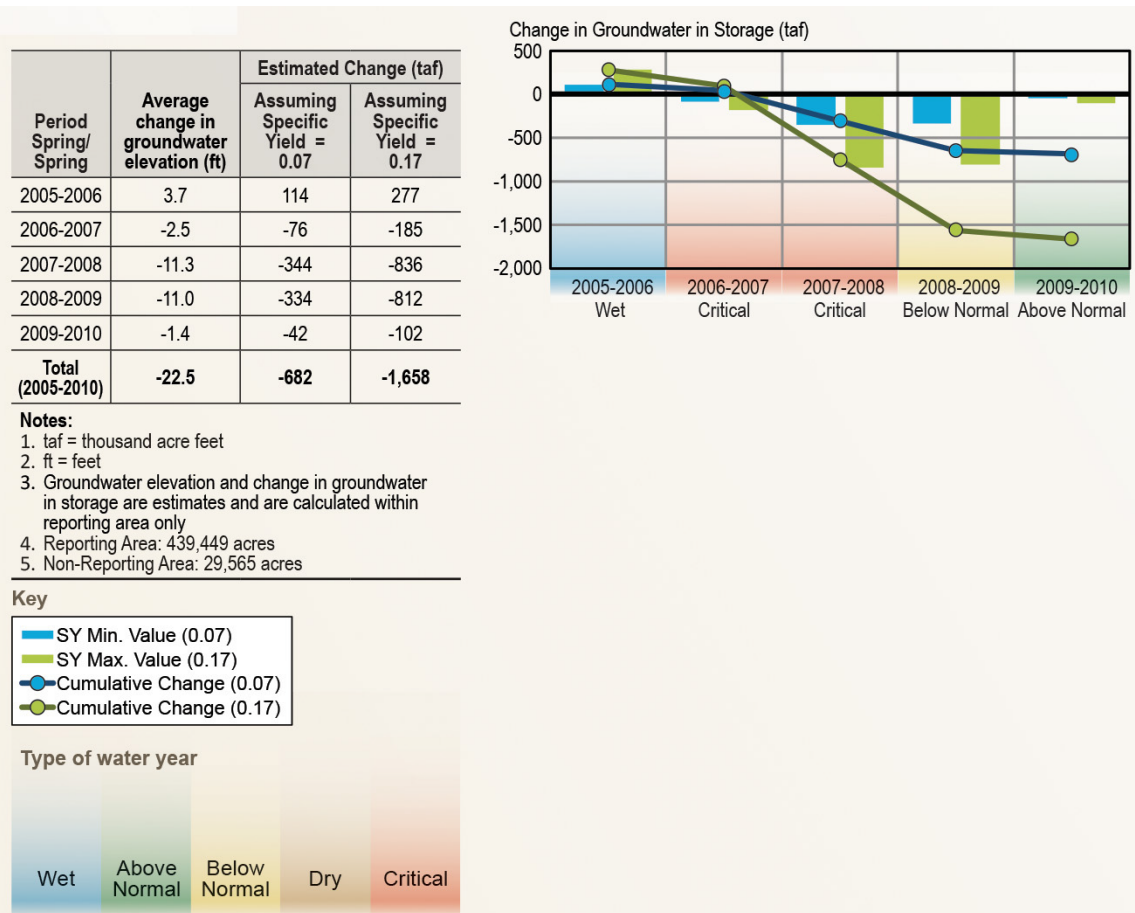 Period
Spring/
Spring
Average
change in
groundwater
elevation (ft)
Estimated Change (taf)
Assuming
Specific
Yield =
0.07
Assuming
Specific
Yield =
0.17
2005-2006 3.7 114 277
2006-2007 -2.5 -76 -185
2007-2008 -11.3 -344 -836
2008-2009 -11.0 -334 -812
2009-2010 -1.4 -42 -102
Total
(2005-2010) -22.5 -682 -1,658
Notes:
1. taf = thousand acre feet
2. ft = feet
3. Groundwater elevation and change in groundwater
in storage are estimates and are calculated within
reporting area only
4. Reporting Area: 439,449 acres
5. Non-Reporting Area: 29,565 acres
Key
SY Min. Value (0.07)
SY Max. Value (0.17)
Cumulative Change (0.07)
Cumulative Change (0.17)
Type of water year
Wet
Above
Normal
Below
Normal
Dry
Critical
Change in Groundwater in Storage (taf)
500
0
-500
-1,000
-1,500
-2,000
2005-2006 2006-2007 2007-2008 2008-2009 2009-2010
Wet Critical Critical Below Normal Above Normal